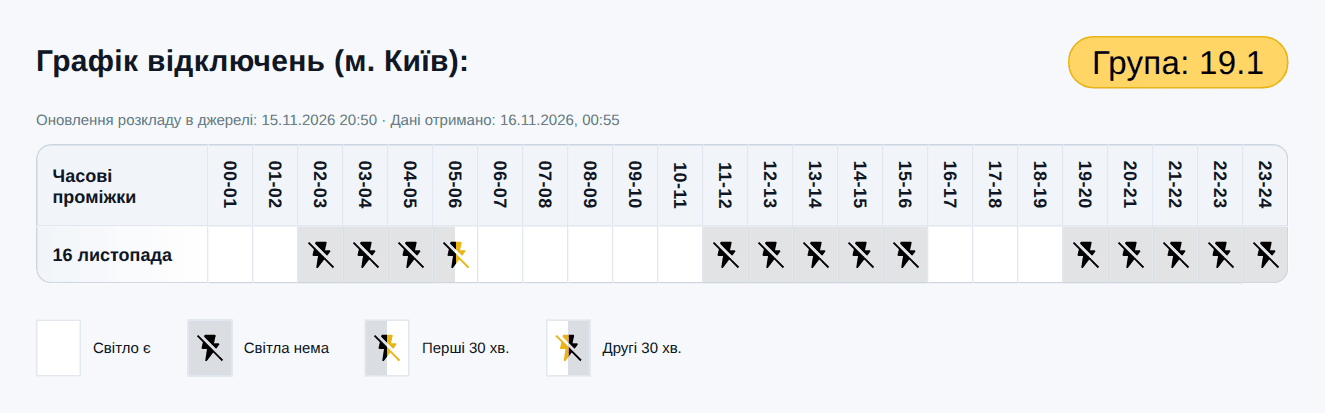 Графік відключень (м. Київ):
Група: 19.1
Оновлення розкладу в джерелі: 15.11.2026 20:50 · Дані отримано: 16.11.2026, 00:55
Часові
проміжки
00-01
01-02
02-03
03-04
04-05
05-06
06-07
07-08
08-09
09-10
10-11
11-12
12-13
13-14
14-15
15-16
16-17
17-18
18-19
19-20
20-21
21-22
22-23
23-24
16 листопада
Світло є
Світла нема
Перші 30 хв.
Другі 30 хв.